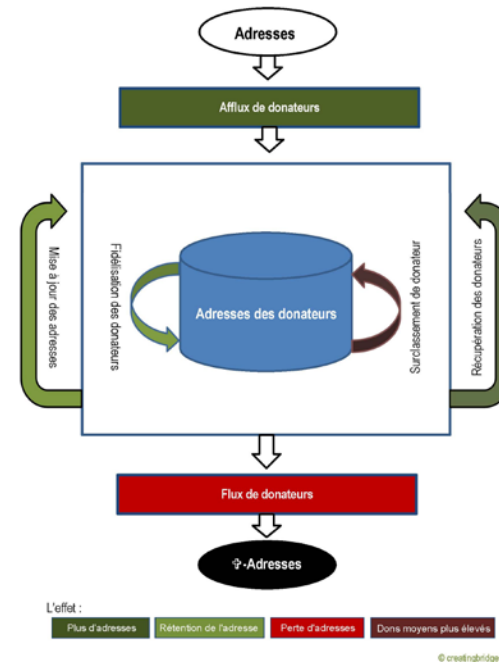 Adresses
Afflux de donateurs
Mise à jour des adresses
Fidélisation des donateurs
Adresses des donateurs
Surclassement de donateur
Récupération des donateurs
Flux de donateurs
✞-Adresses
L'effet :
Plus d'adresses
Rétention de l'adresse
Perte d'adresses
Dons moyens plus élevés
© creatingbridge